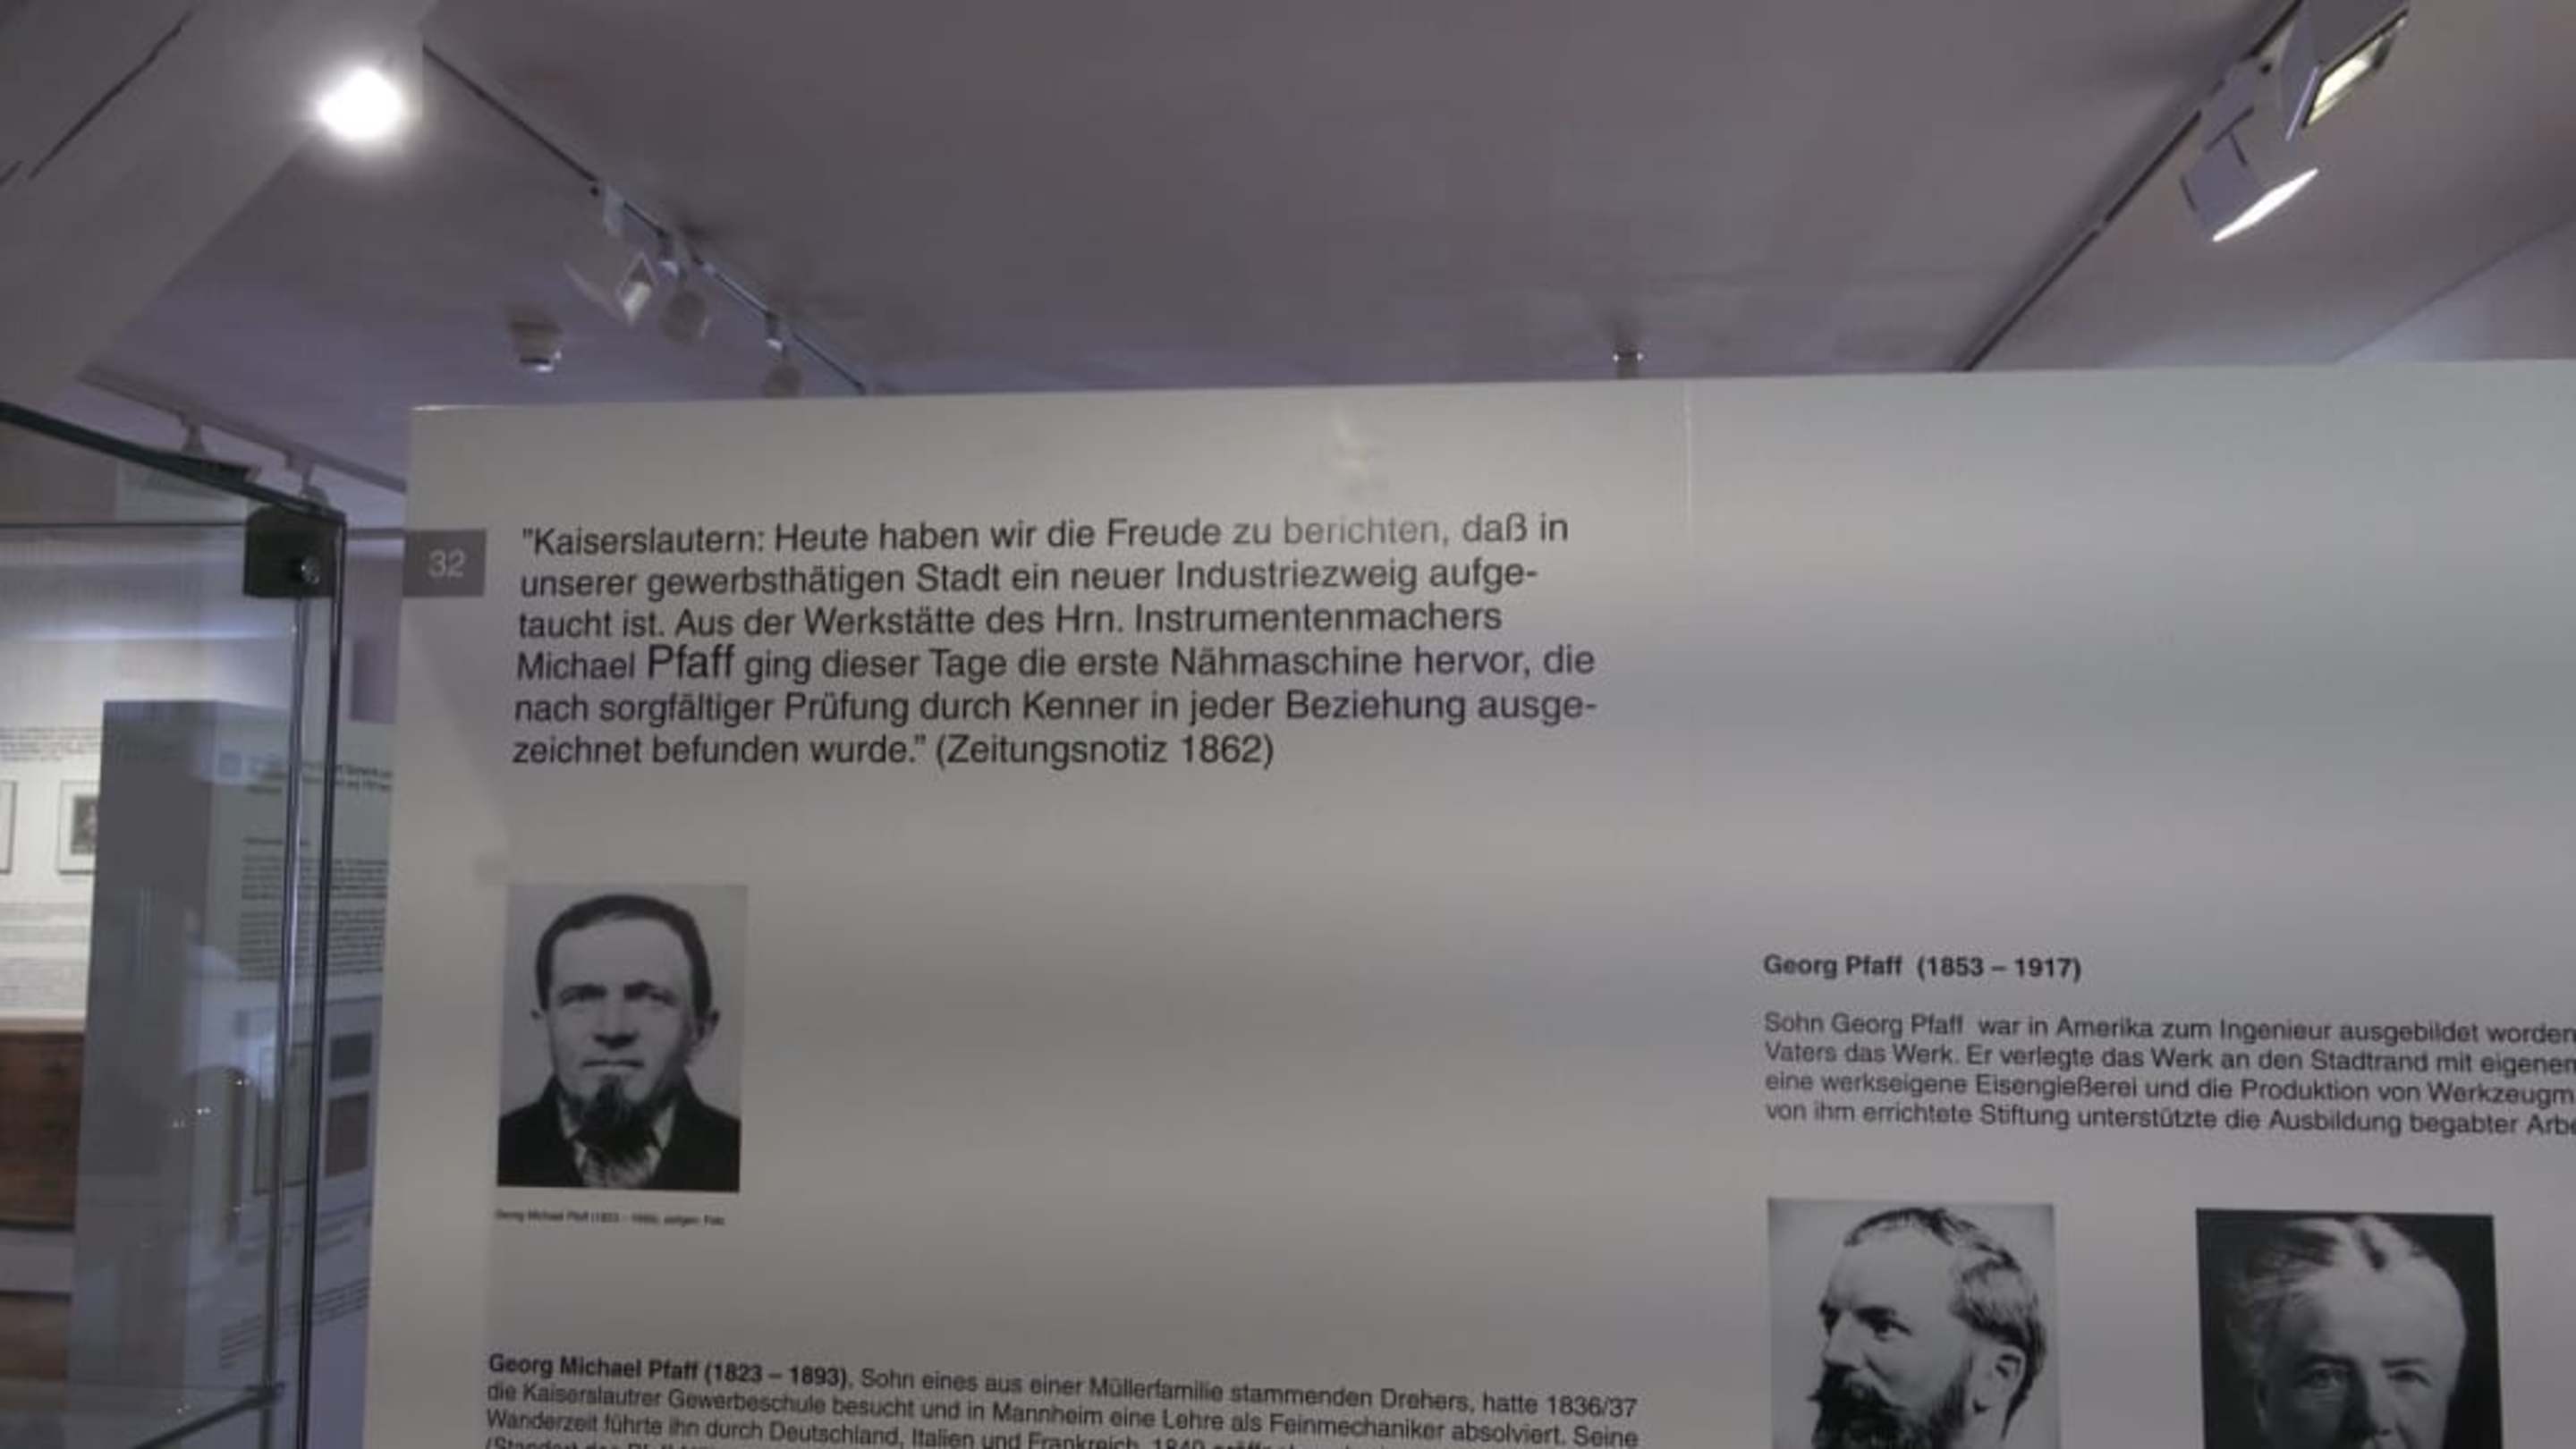 32
"Kaiserslautern: Heute haben wir die Freude zu berichten, daß in
unserer gewerbsthätigen Stadt ein neuer Industriezweig aufge-
taucht ist. Aus der Werkstätte des Hrn. Instrumentenmachers
Michael Pfaff ging dieser Tage die erste Nähmaschine hervor, die
nach sorgfältiger Prüfung durch Kenner in jeder Beziehung ausge-
zeichnet befunden wurde." (Zeitungsnotiz 1862)
Georg Michael Pfaff (1823 – 1893), Sohn eines aus einer Müllerfamilie stammenden Drehers, hatte 1836/37
die Kaiserslautrer Gewerbeschule besucht und in Mannheim eine Lehre als Feinmechaniker absolviert. Seine
Wanderzeit führte ihn durch Deutschland, Italien und Frankreich. 1840
Georg Pfaff (1853 – 1917)
Sohn Georg Pfaff war in Amerika zum Ingenieur ausgebildet worden
Vaters das Werk. Er verlegte das Werk an den Stadtrand mit eigenem
eine werkseigene Eisengießerei und die Produktion von Werkzeugm
von ihm errichtete Stiftung unterstützte die Ausbildung begabter Arbe